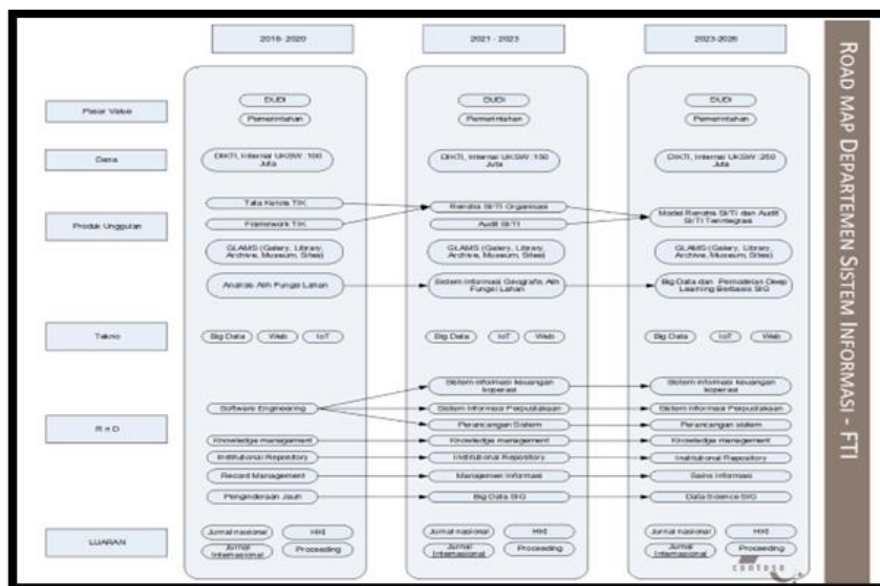 2016-2020
2021 - 2023
2023-2026
Pasar Value
DUDI
Pemerintahan
DUDI
Pemerintahan
DUDI
Pemerintahan
Dana
DIKTI, Internal UKSW :100
Juta
DIKTI, Internal UKSW :150
Juta
DIKTI, Internal UKSW :250
Juta
Produk Unggulan
Tata Kelola TIK
Framework TIK
Renstra SI/TI Organisasi
Audit SI/TI
Model Renstra SI/TI dan Audit
SI/TI Terintegrasi
GLAMS (Galery, Library,
Archive, Museum, Sites)
GLAMS (Galery, Library,
Archive, Museum, Sites)
GLAMS (Galery, Library,
Archive, Museum, Sites)
Analisis Alih Fungsi Lahan
Sistem Informasi Geografis Alih
Fungsi Lahan
Big Data dan Pemodelan Deep
Learning Berbasis SIG
Tekno
Big Data
Web
IoT
Big Data
IoT
Web
Big Data
IoT
Web
R n D
Software Engineering
Sistem informasi keuangan
koperasi
Sistem informasi keuangan
koperasi
Sistem Informasi Perpustakaan
Sistem Informasi Perpustakaan
Perancangan Sistem
Perancangan sistem
Knowledge management
Knowledge management
Knowledge management
Institutional Repository
Institutional Repository
Institutional Repository
Record Management
Manajemen Informasi
Sains Informasi
Penginderaan Jauh
Big Data SIG
Data Science SIG
LUARAN
Jurnal nasional
HKI
Jurnal
Internasional
Proceeding
Jurnal nasional
HKI
Jurnal
Internasional
Proceeding
Jurnal nasional
HKI
Jurnal
Internasional
Proceeding
contoso
ROAD MAP DEPARTEMEN SISTEM INFORMASI - FTI